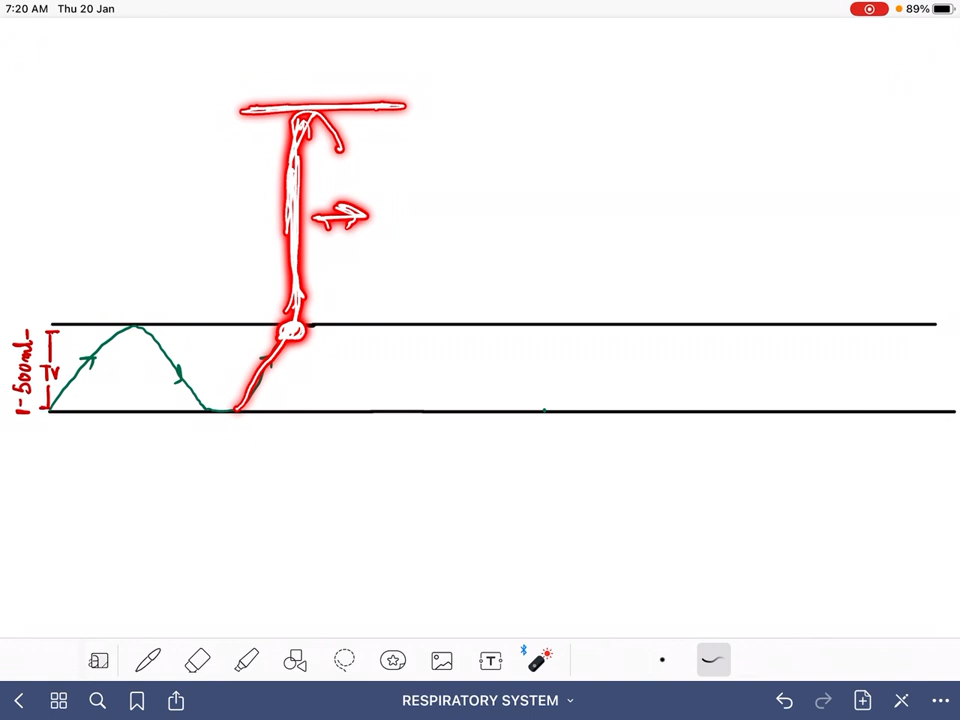 7:20 AM Thu 20 Jan
89%
-500ml-
TV
T
RESPIRATORY SYSTEM